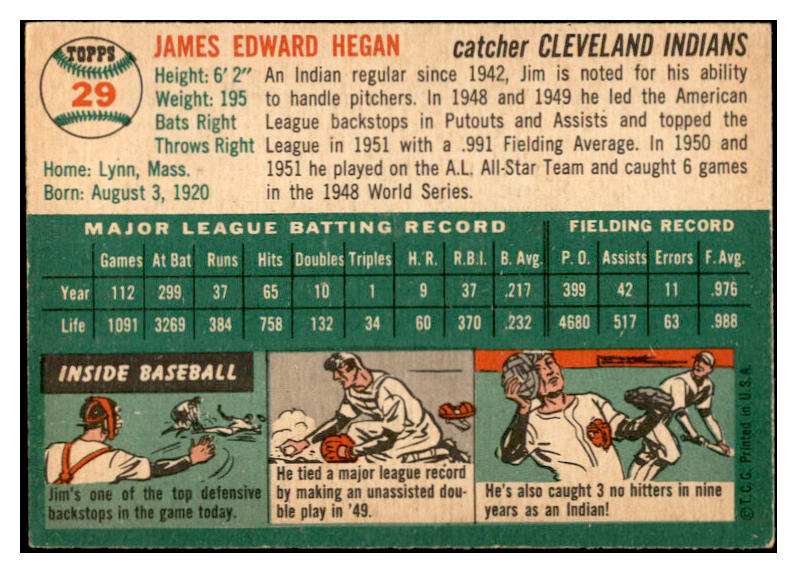 TOPPS
29
JAMES EDWARD HEGAN catcher CLEVELAND INDIANS
Height: 6' 2"
Weight: 195
Bats Right
Throws Right
Home: Lynn, Mass.
Born: August 3, 1920
An Indian regular since 1942, Jim is noted for his ability
to handle pitchers. In 1948 and 1949 he led the American
League backstops in Putouts and Assists and topped the
League in 1951 with a .991 Fielding Average. In 1950 and
1951 he played on the A.L. All-Star Team and caught 6 games
in the 1948 World Series.
MAJOR LEAGUE BATTING RECORD FIELDING RECORD
Games At Bat Runs Hits Doubles Triples H.R. R.B.I. B. Avg. P.O. Assists Errors F. Avg.
Year 112 299 37 65 10 1 9 37 .217 399 42 11 .976
Life 1091 3269 384 758 132 34 60 370 .232 4680 517 63 .988
INSIDE BASEBALL
Jim's one of the top defensive
backstops in the game today.
He tied a major league record
by making an unassisted dou-
ble play in '49.
He's also caught 3 no hitters in nine
years as an Indian!
© T.C.G. Printed in U.S.A.